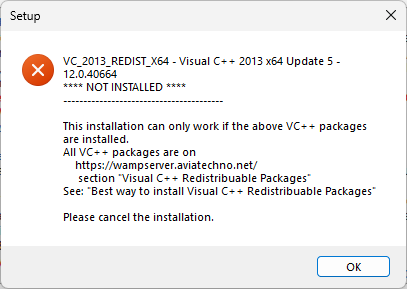 Setup
VC_2013_REDIST_X64 - Visual C++ 2013 x64 Update 5 -
12.0.40664
**** NOT INSTALLED ****
----------------------------------------
This installation can only work if the above VC++ packages
are installed.
All VC++ packages are on
https://wampserver.aviatechno.net/
section "Visual C++ Redistribuable Packages"
See: "Best way to install Visual C++ Redistribuable Packages"
Please cancel the installation.
OK